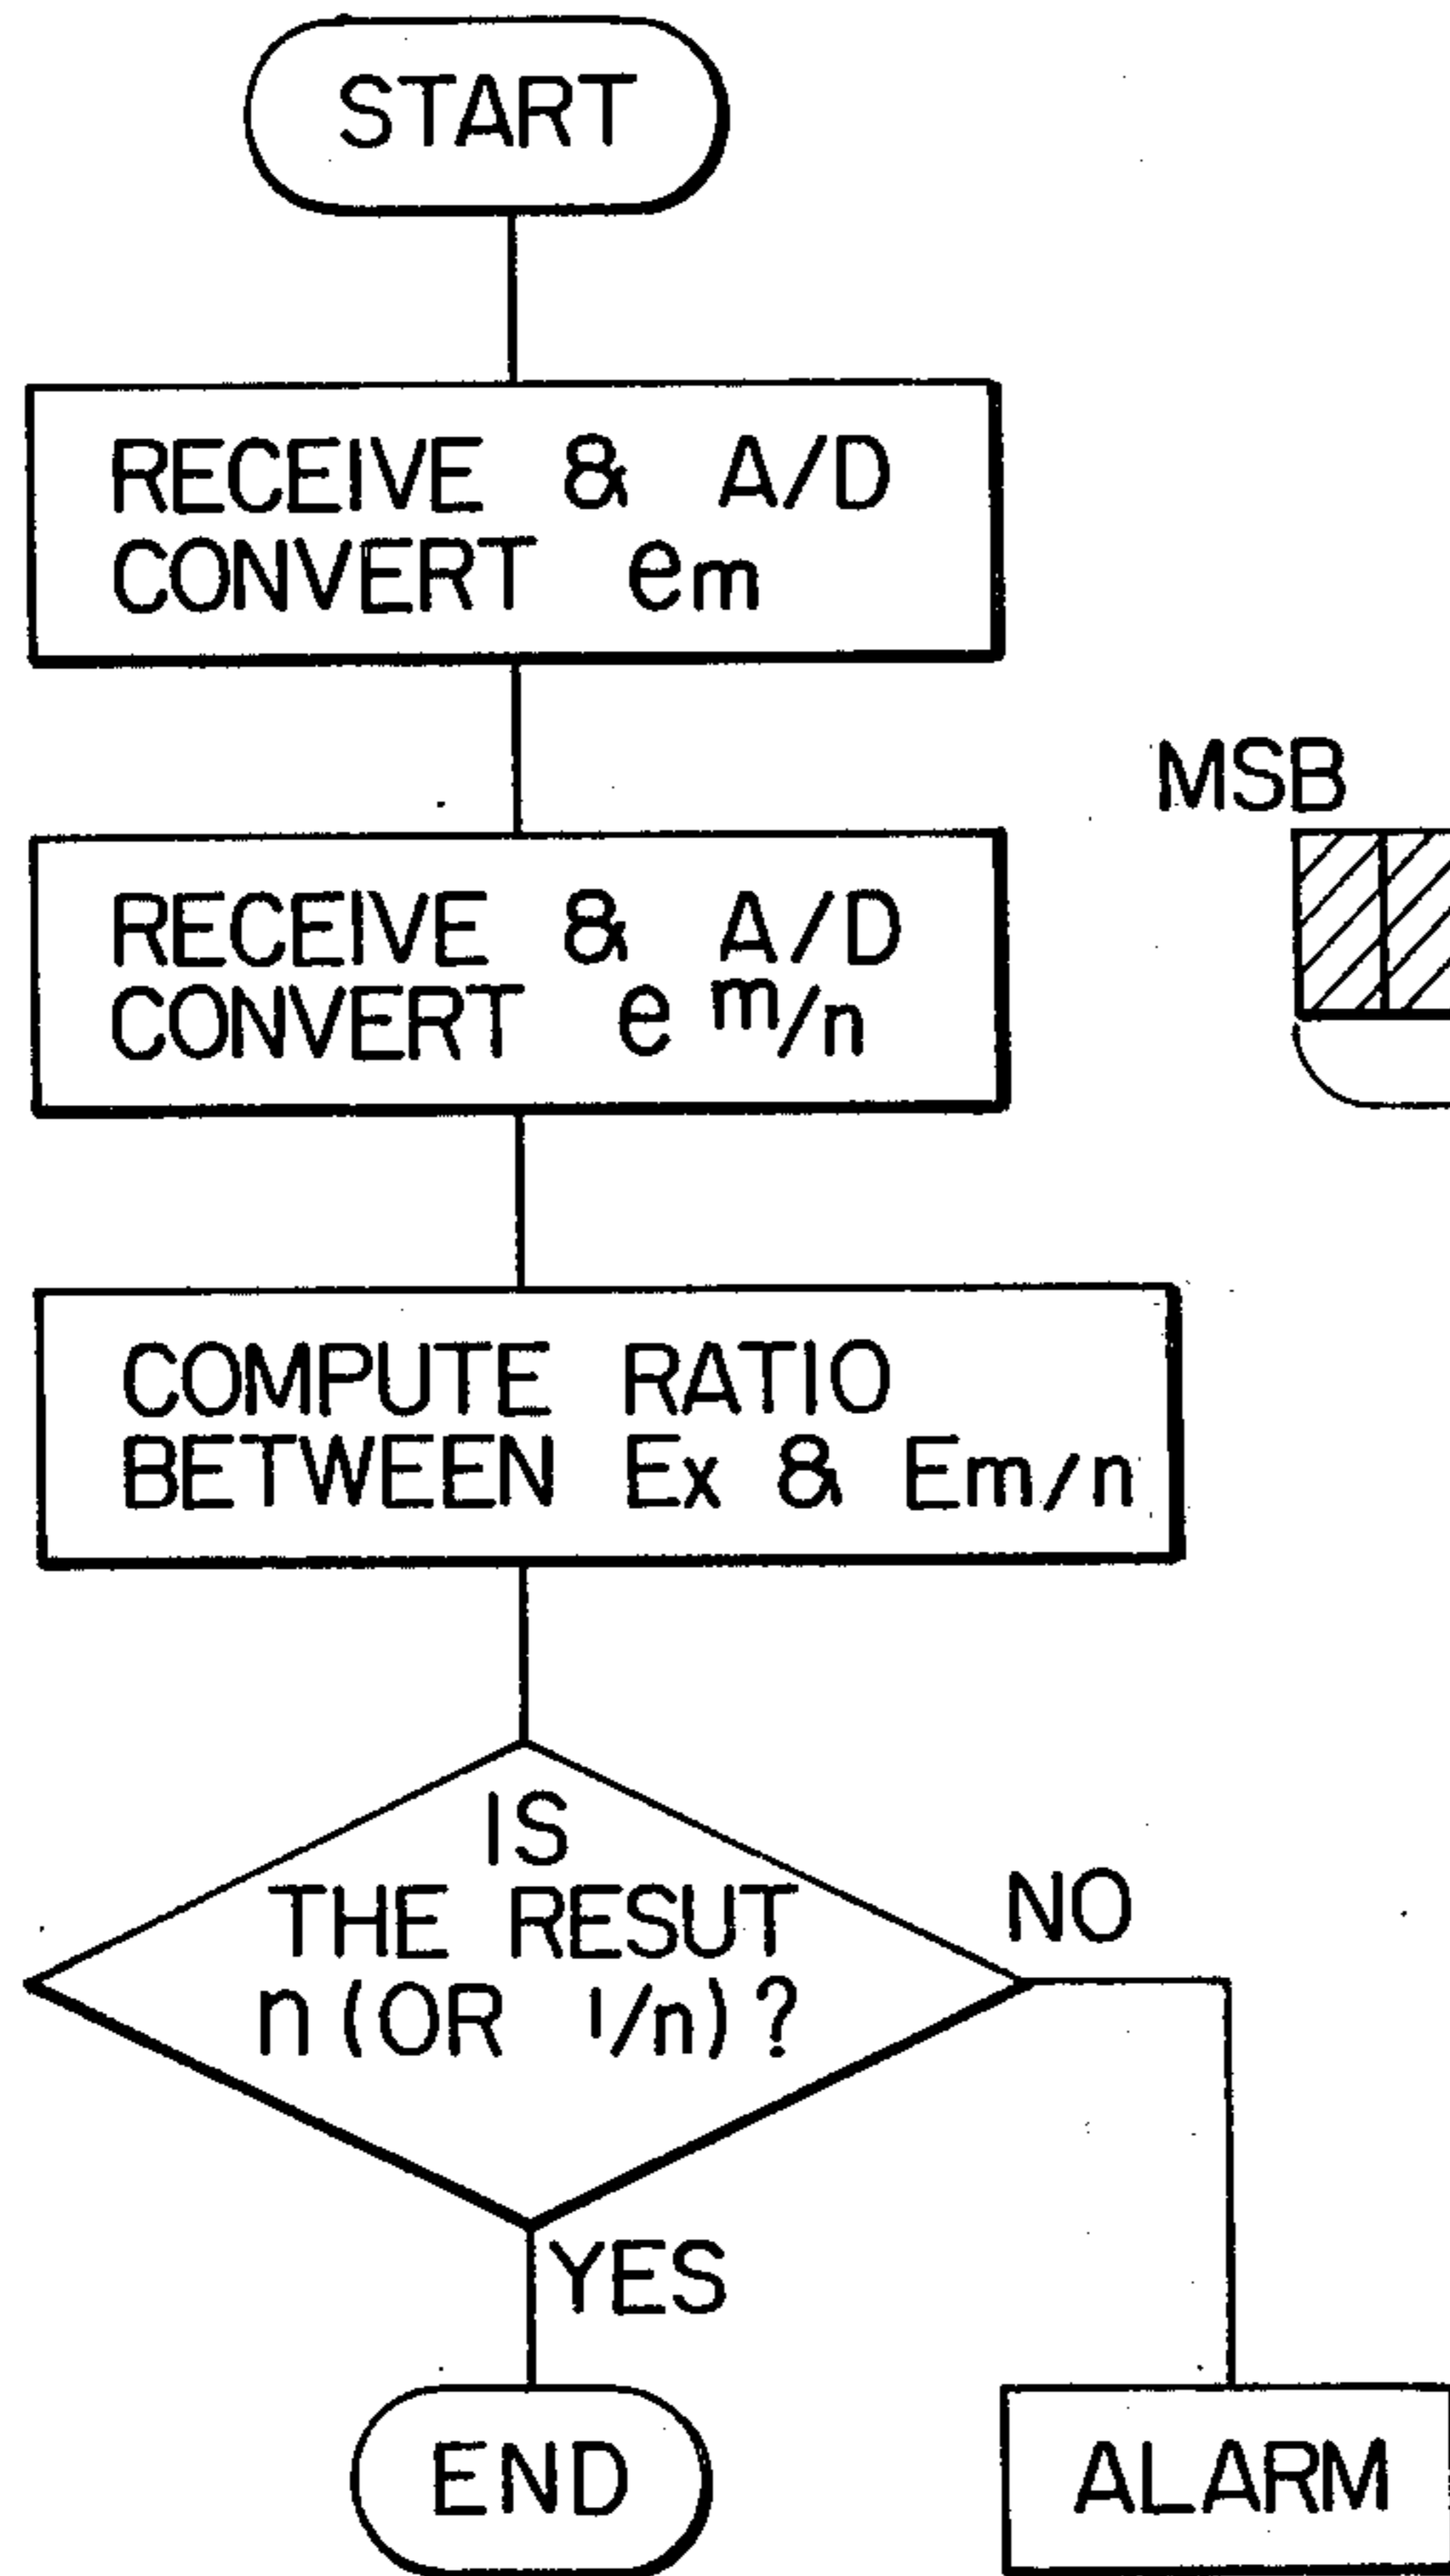 START
RECEIVE & A/D
CONVERT em
RECEIVE & A/D
CONVERT e m/n
MSB
COMPUTE RATIO
BETWEEN Ex & Em/n
IS
THE RESUT
n (OR 1/n)?
NO
YES
END
ALARM